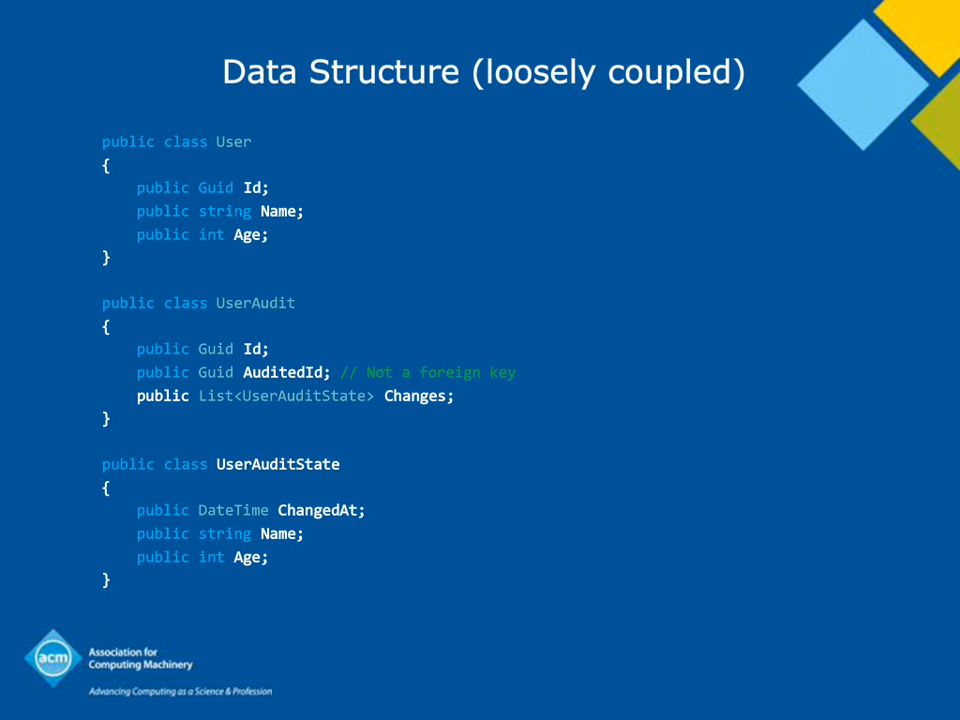 Data Structure (loosely coupled)
public class User
{
    public Guid Id;
    public string Name;
    public int Age;
}
public class UserAudit
{
    public Guid Id;
    public Guid AuditedId; // Not a foreign key
    public List<UserAuditState> Changes;
}
public class UserAuditState
{
    public DateTime ChangedAt;
    public string Name;
    public int Age;
}
acm
Association for
Computing Machinery
Advancing Computing as a Science & Profession